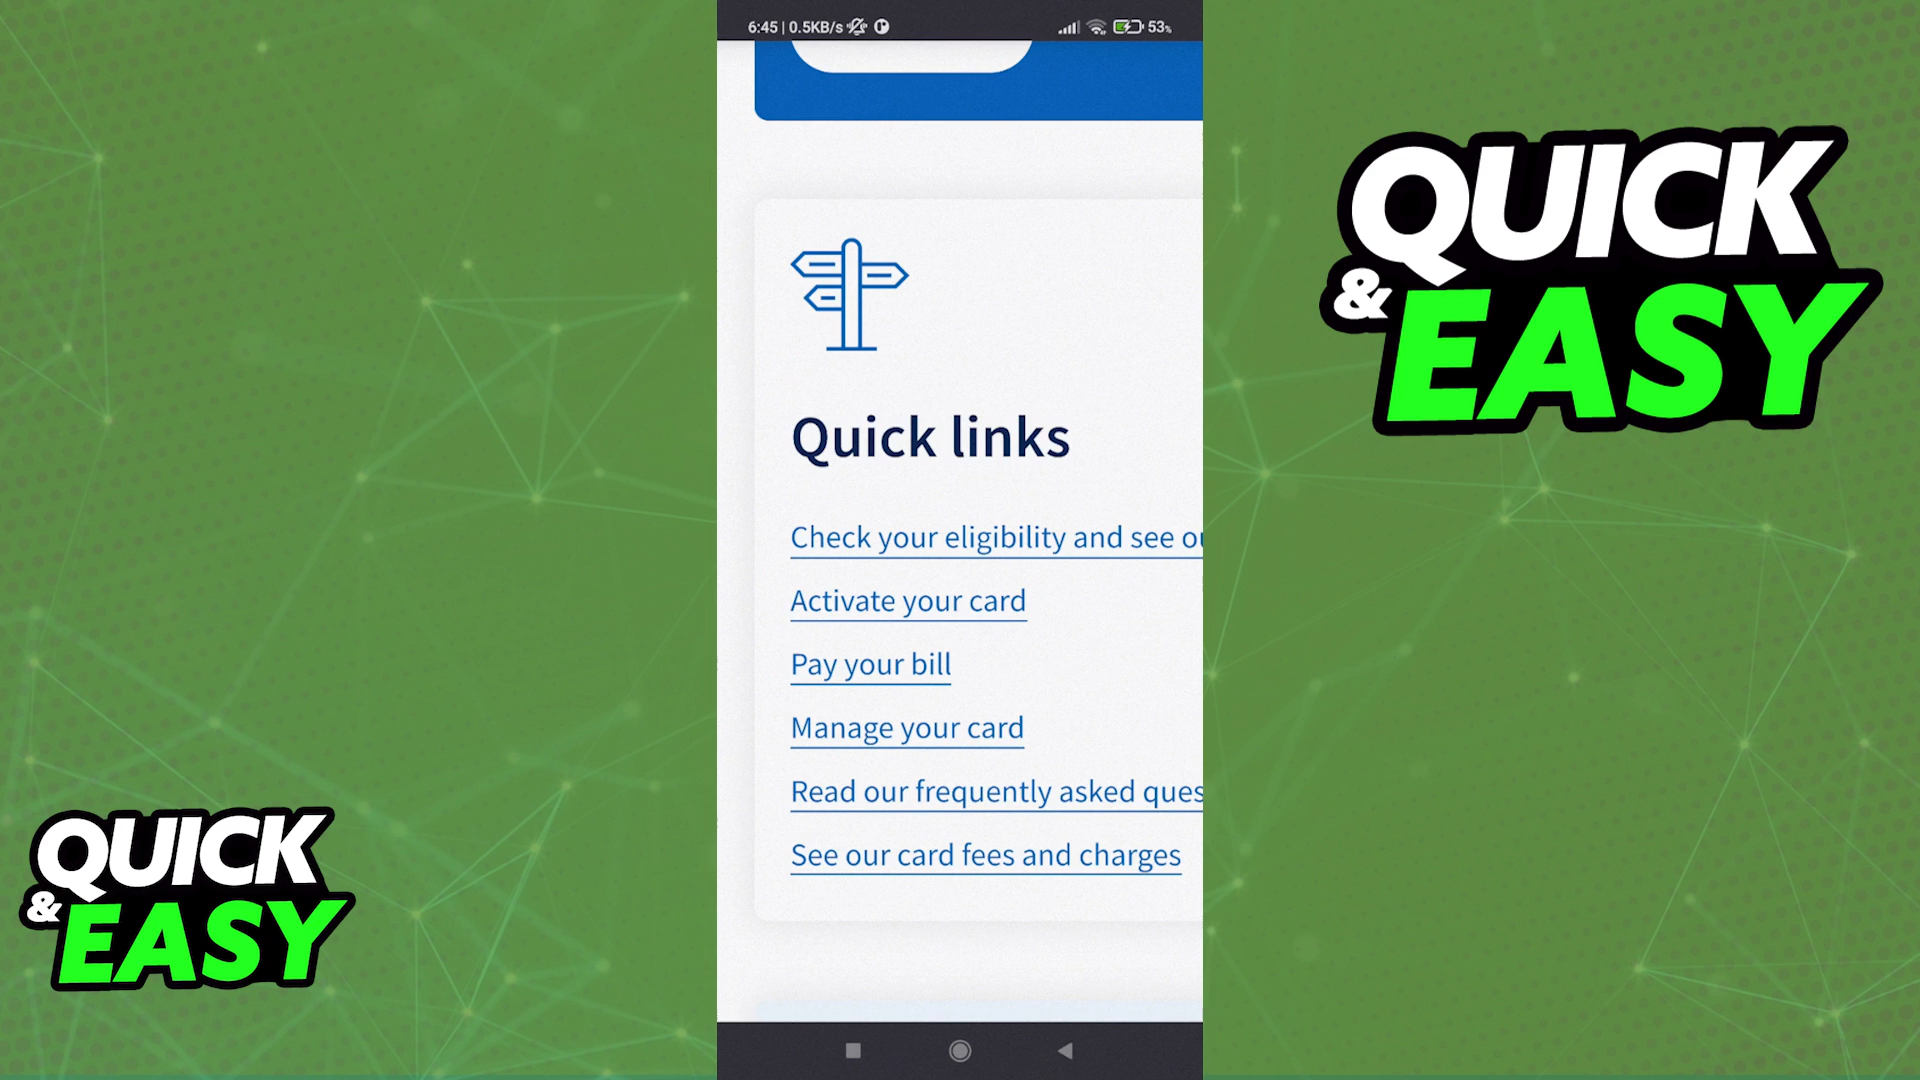 6:45 | 0.5KB/s
53%
QUICK
& EASY
Quick links
Check your eligibility and see
Activate your card
Pay your bill
Manage your card
Read our frequently asked
See our card fees and charges
QUICK
& EASY